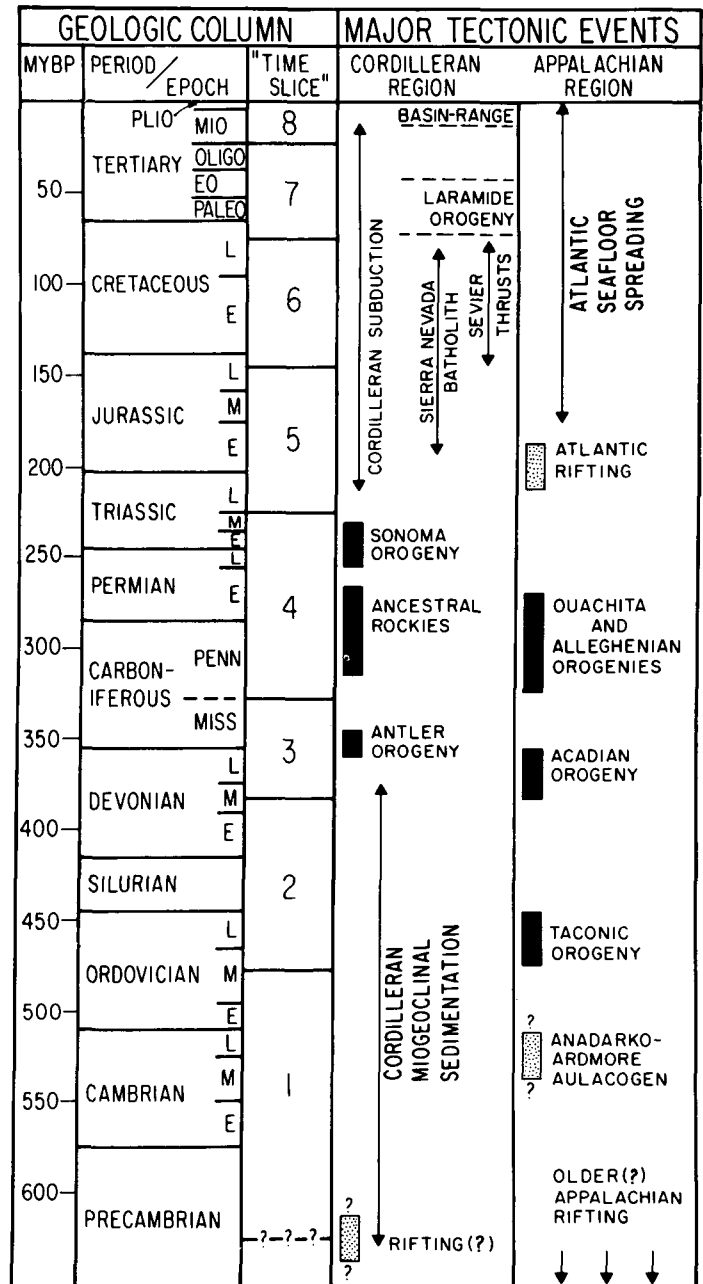 GEOLOGIC COLUMN
MAJOR TECTONIC EVENTS
MYBP
PERIOD/
EPOCH
"TIME
SLICE"
CORDILLERAN
REGION
APPALACHIAN
REGION
50
100
150
200
250
300
350
400
450
500
550
600
PLIO
MIO
TERTIARY
OLIGO
EO
PALEO
L
CRETACEOUS
E
L
M
JURASSIC
E
L
TRIASSIC
M
E
L
PERMIAN
E
PENN
CARBON-
IFEROUS
MISS
L
DEVONIAN
M
E
SILURIAN
L
ORDOVICIAN
M
E
L
M
CAMBRIAN
E
PRECAMBRIAN
8
7
6
5
4
3
2
1
?-?-?
BASIN-RANGE
LARAMIDE
OROGENY
CORDILLERAN SUBDUCTION
SIERRA NEVADA
BATHOLITH
SEVIER
THRUSTS
SONOMA
OROGENY
ANCESTRAL
ROCKIES
ANTLER
OROGENY
CORDILLERAN
MIOGEOCLINAL
SEDIMENTATION
?
RIFTING (?)
?
ATLANTIC
SEAFLOOR
SPREADING
ATLANTIC
RIFTING
OUACHITA
AND
ALLEGHENIAN
OROGENIES
ACADIAN
OROGENY
TACONIC
OROGENY
?
ANADARKO-
ARDMORE
AULACOGEN
?
OLDER(?)
APPALACHIAN
RIFTING